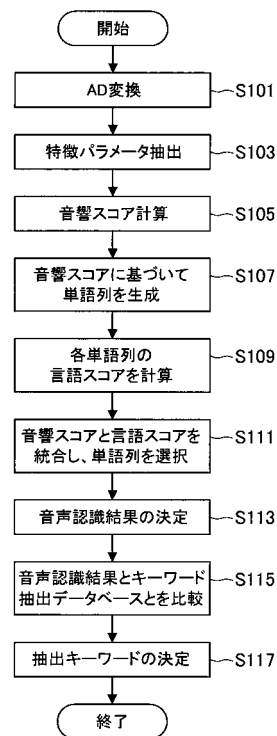 開始
AD変換
S101
特徴パラメータ抽出
S103
音響スコア計算
S105
音響スコアに基づいて
単語列を生成
S107
各単語列の
言語スコアを計算
S109
音響スコアと言語スコアを
統合し、単語列を選択
S111
音声認識結果の決定
S113
音声認識結果とキーワード
抽出データベースとを比較
S115
抽出キーワードの決定
S117
終了